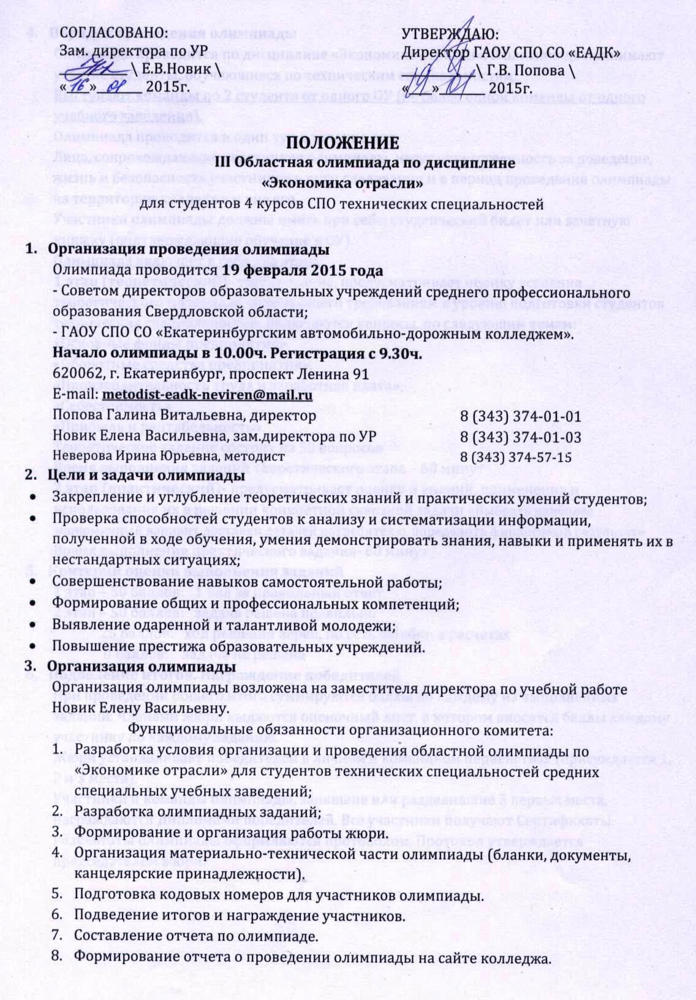 СОГЛАСОВАНО:
Зам. директора по УР
\ Е.В.Новик \
«16» 02 2015г.
УТВЕРЖДАЮ:
Директор ГАОУ СПО СО «ЕАДК»
\ Г.В. Попова \
« » 2015г.
ПОЛОЖЕНИЕ
III Областная олимпиада по дисциплине
«Экономика отрасли»
для студентов 4 курсов СПО технических специальностей
1. Организация проведения олимпиады
Олимпиада проводится 19 февраля 2015 года
- Советом директоров образовательных учреждений среднего профессионального
образования Свердловской области;
- ГАОУ СПО СО «Екатеринбургским автомобильно-дорожным колледжем».
Начало олимпиады в 10.00ч. Регистрация с 9.30ч.
620062, г. Екатеринбург, проспект Ленина 91
E-mail: metodist-eadk-neviren@mail.ru
Попова Галина Витальевна, директор 8 (343) 374-01-01
Новик Елена Васильевна, зам.директора по УР 8 (343) 374-01-03
Неверова Ирина Юрьевна, методист 8 (343) 374-57-15
2. Цели и задачи олимпиады
• Закрепление и углубление теоретических знаний и практических умений студентов;
• Проверка способностей студентов к анализу и систематизации информации,
полученной в ходе обучения, умения демонстрировать знания, навыки и применять их в
нестандартных ситуациях;
• Совершенствование навыков самостоятельной работы;
• Формирование общих и профессиональных компетенций;
• Выявление одаренной и талантливой молодежи;
• Повышение престижа образовательных учреждений.
3. Организация олимпиады
Организация олимпиады возложена на заместителя директора по учебной работе
Новик Елену Васильевну.
Функциональные обязанности организационного комитета:
1. Разработка условия организации и проведения областной олимпиады по
«Экономике отрасли» для студентов технических специальностей средних
специальных учебных заведений;
2. Разработка олимпиадных заданий;
3. Формирование и организация работы жюри.
4. Организация материально-технической части олимпиады (бланки, документы,
канцелярские принадлежности).
5. Подготовка кодовых номеров для участников олимпиады.
6. Подведение итогов и награждение участников.
7. Составление отчета по олимпиаде.
8. Формирование отчета о проведении олимпиады на сайте колледжа.